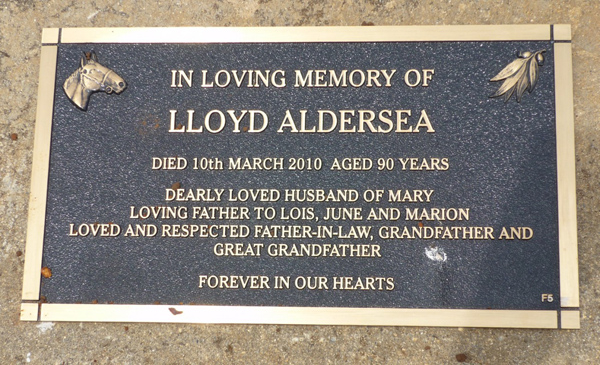 IN LOVING MEMORY OF
LLOYD ALDERSEA
DIED 10th MARCH 2010 AGED 90 YEARS
DEARLY LOVED HUSBAND OF MARY
LOVING FATHER TO LOIS, JUNE AND MARION
LOVED AND RESPECTED FATHER-IN-LAW, GRANDFATHER AND
GREAT GRANDFATHER
FOREVER IN OUR HEARTS
F5